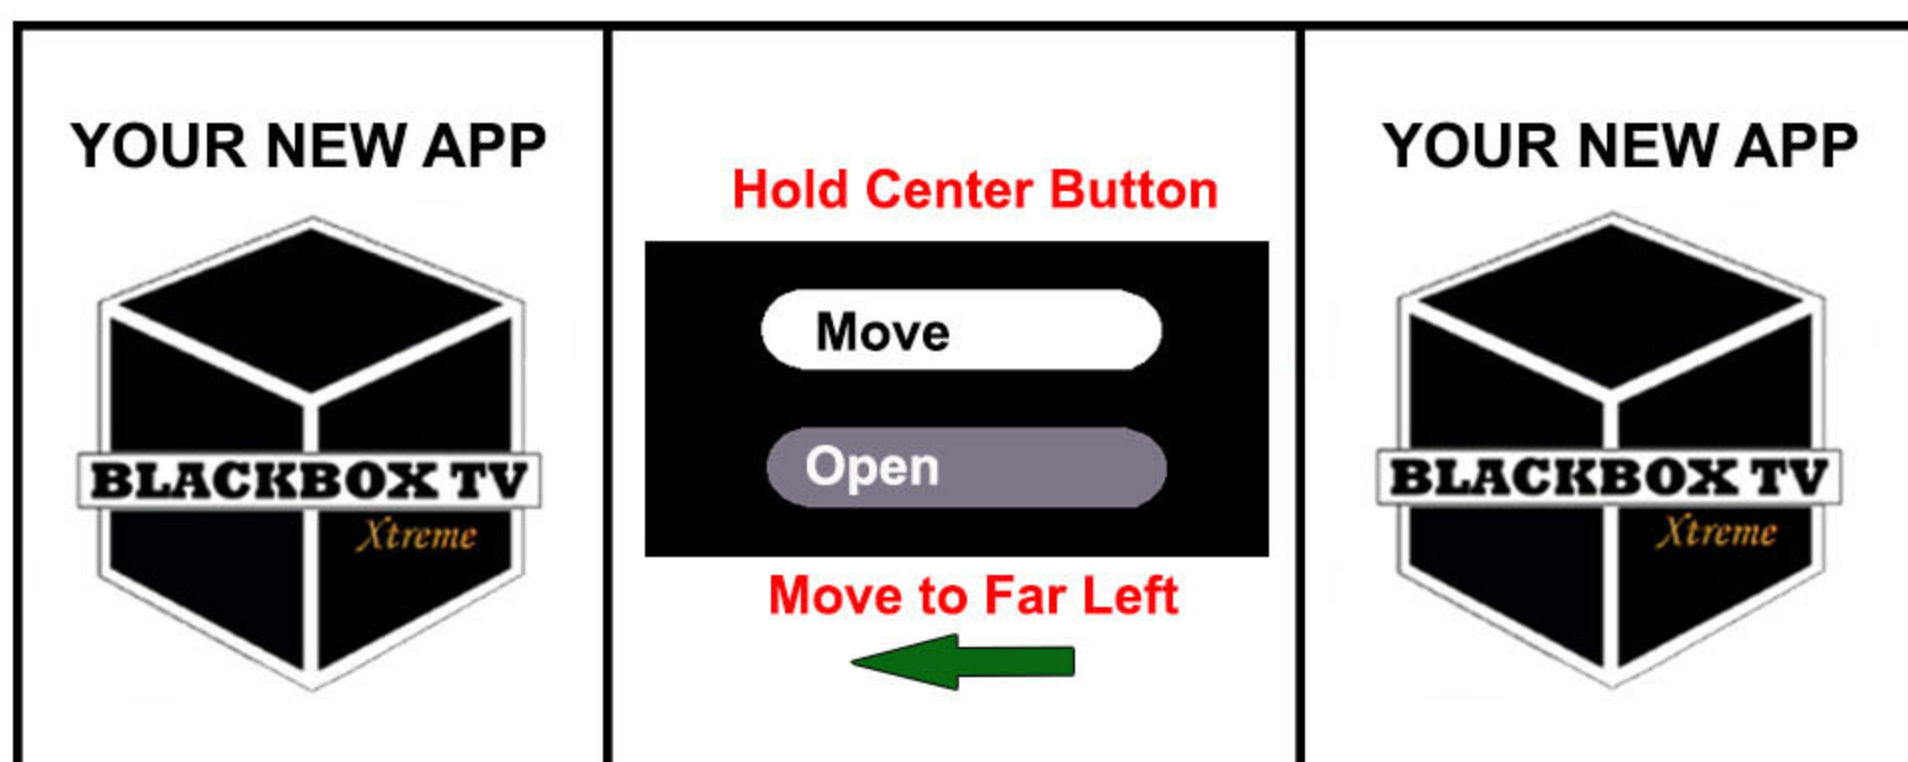 YOUR NEW APP
BLACKBOX TV
Xtreme
Hold Center Button
Move
Open
Move to Far Left
YOUR NEW APP
BLACKBOX TV
Xtreme